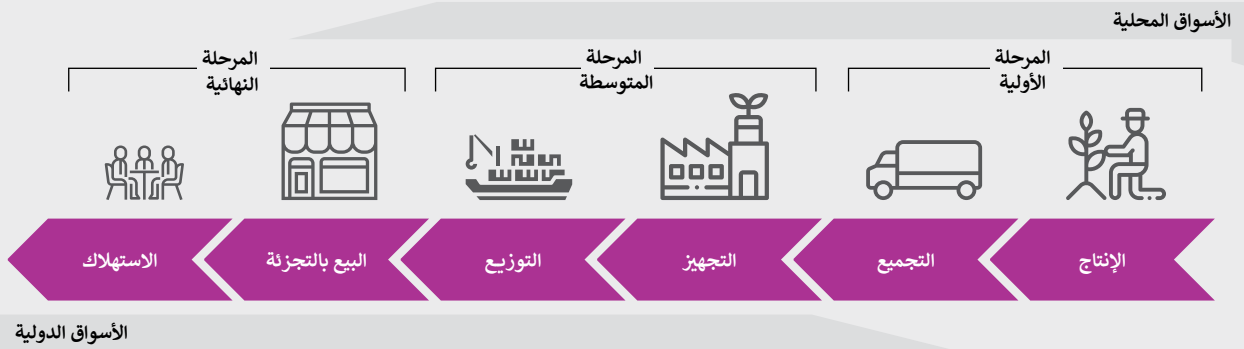 الأسواق المحلية
المرحلة
الأولية
المرحلة
المتوسطة
المرحلة
النهائية
الإنتاج
التجميع
التجهيز
التوزيع
البيع بالتجزئة
الاستهلاك
الأسواق الدولية